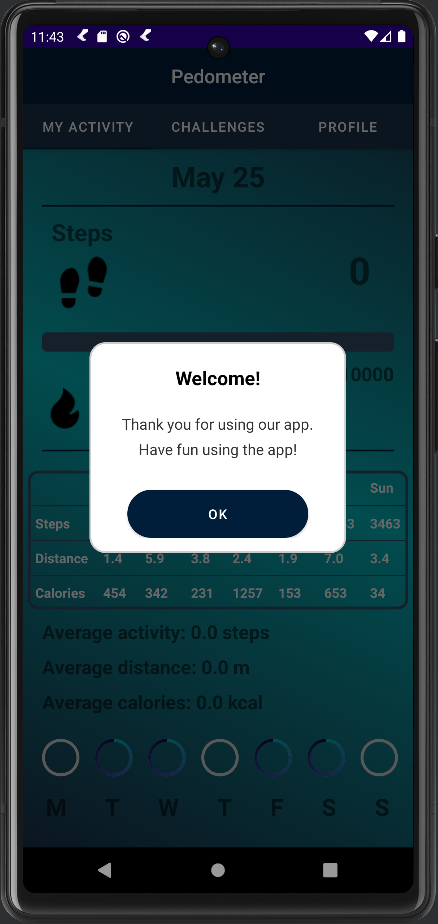 11:43
Pedometer
MY ACTIVITY CHALLENGES PROFILE
May 25
Steps
0
0000
Welcome!
Thank you for using our app.
Have fun using the app!
OK
Sun
Steps 3 3463
Distance 1.4 5.9 3.8 2.4 1.9 7.0 3.4
Calories 454 342 231 1257 153 653 34
Average activity: 0.0 steps
Average distance: 0.0 m
Average calories: 0.0 kcal
M T W T F S S